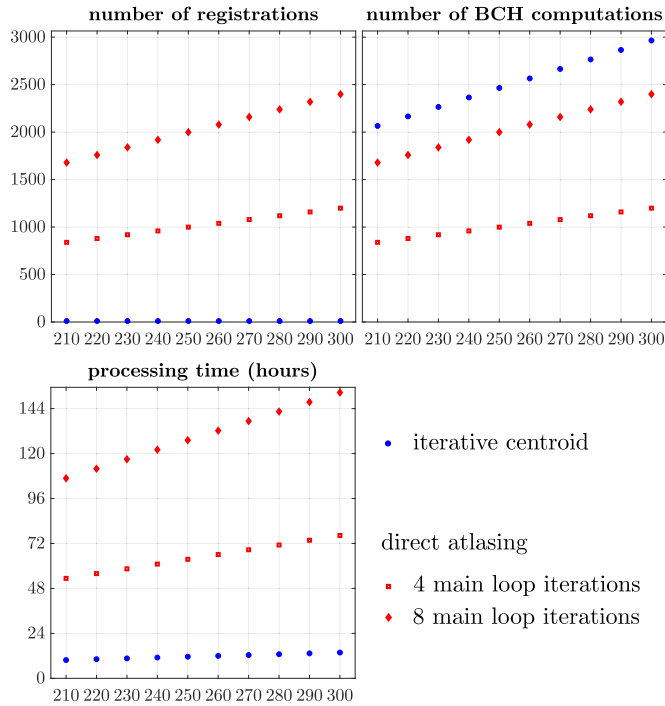 number of registrations
number of BCH computations
3000
2500
2000
1500
1000
500
0
210 220 230 240 250 260 270 280 290 300
210 220 230 240 250 260 270 280 290 300
processing time (hours)
144
120
96
72
48
24
0
210 220 230 240 250 260 270 280 290 300
iterative centroid
direct atlasing
4 main loop iterations
8 main loop iterations